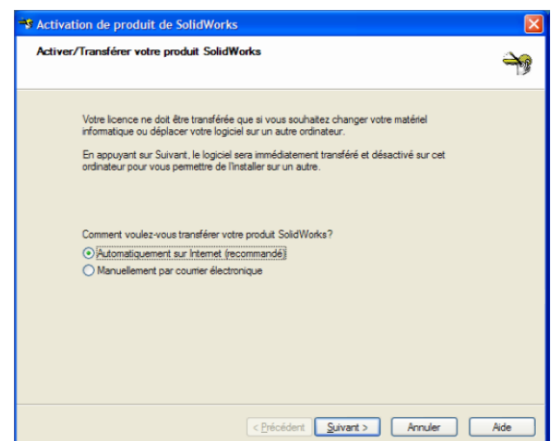 Activation de produit de SolidWorks
Activer/Transférer votre produit SolidWorks
Votre licence ne doit être transférée que si vous souhaitez changer votre matériel
informatique ou déplacer votre logiciel sur un autre ordinateur.
En appuyant sur Suivant, le logiciel sera immédiatement transféré et désactivé sur cet
ordinateur pour vous permettre de l'installer sur un autre.
Comment voulez-vous transférer votre produit SolidWorks?
Automatiquement sur Internet (recommandé)
Manuellement par courrier électronique
< Précédent Suivant > Annuler Aide